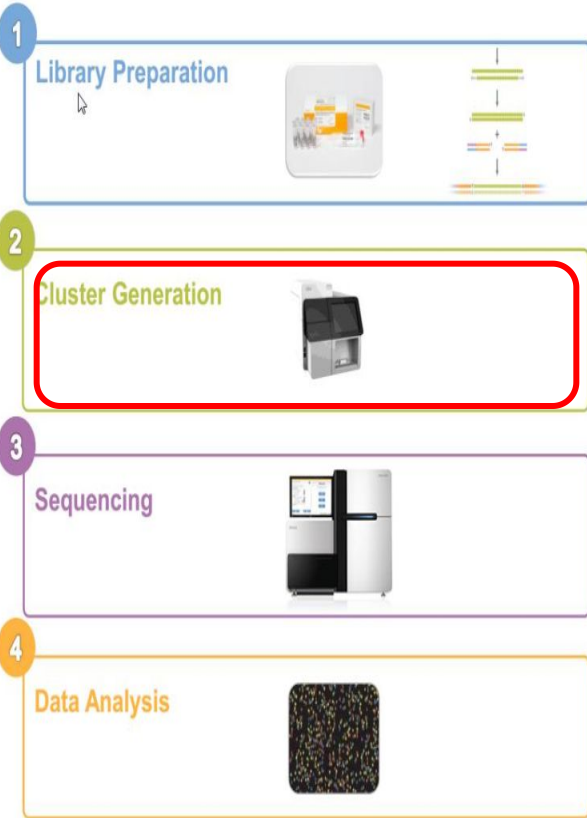 1
Library Preparation
2
Cluster Generation
3
Sequencing
4
Data Analysis